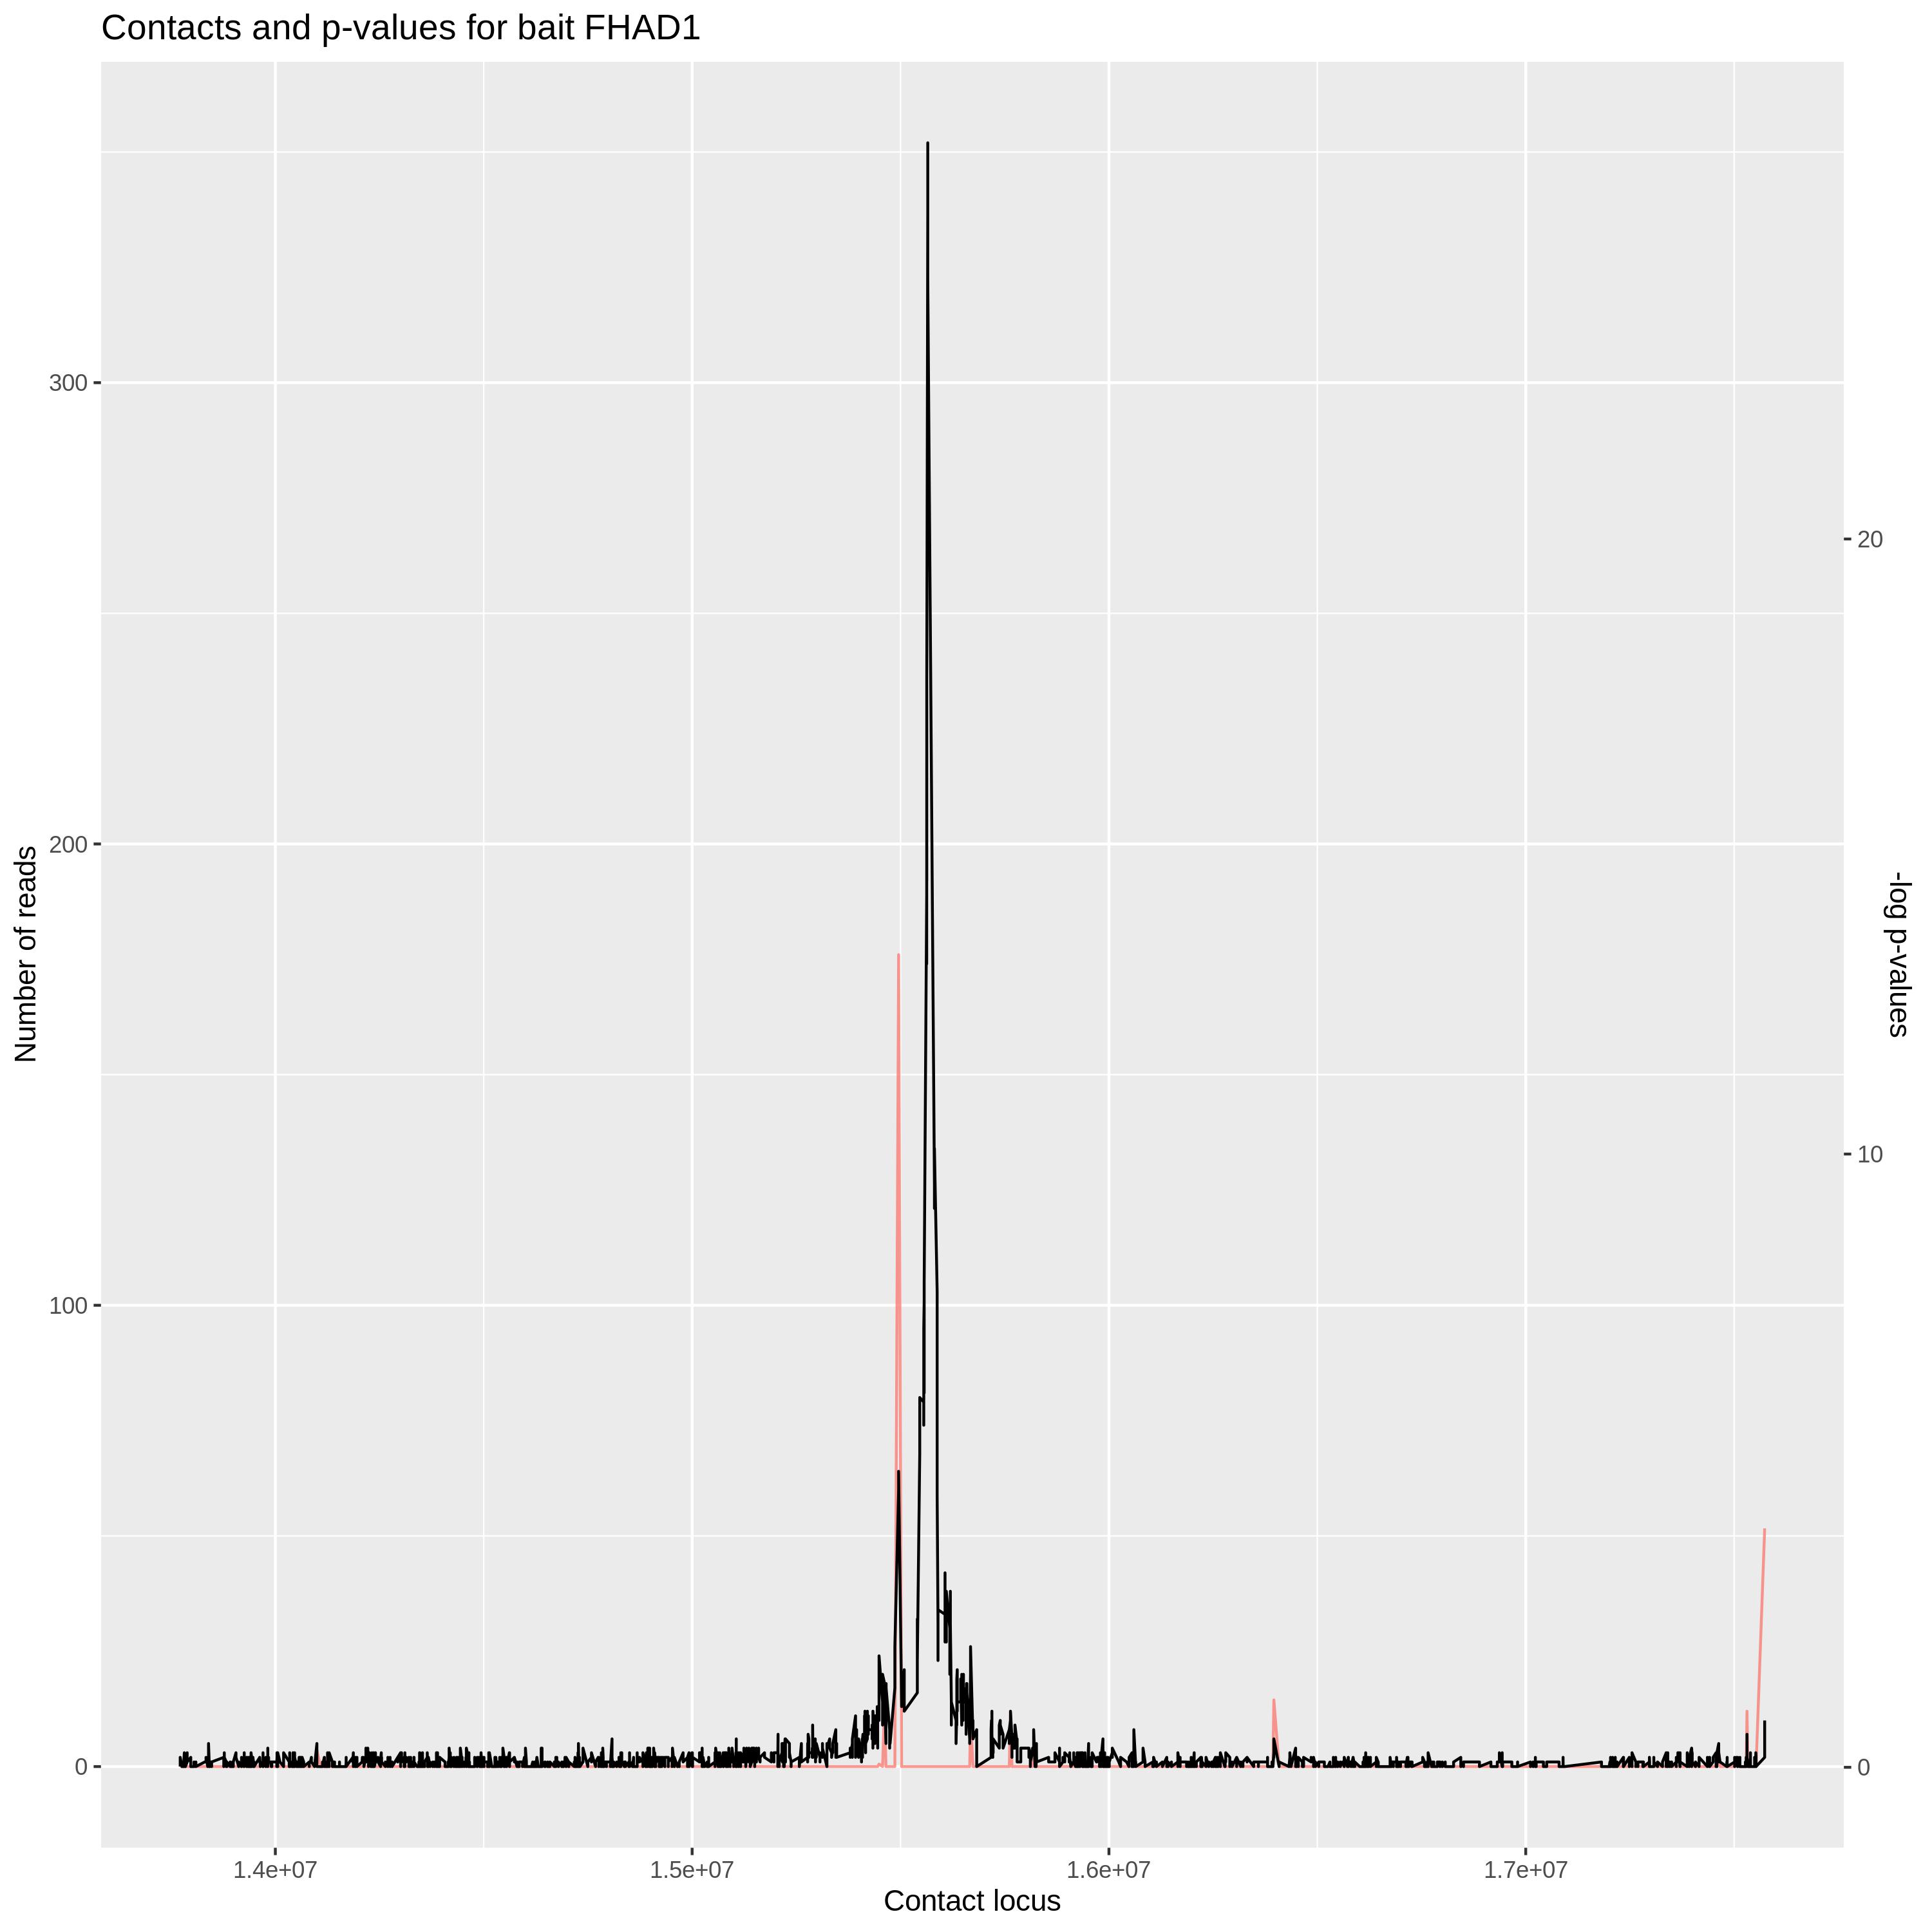 Contacts and p-values for bait FHAD1
300
200
100
0
Number of reads
20
10
0
-log p-values
1.4e+07
1.5e+07
1.6e+07
1.7e+07
Contact locus